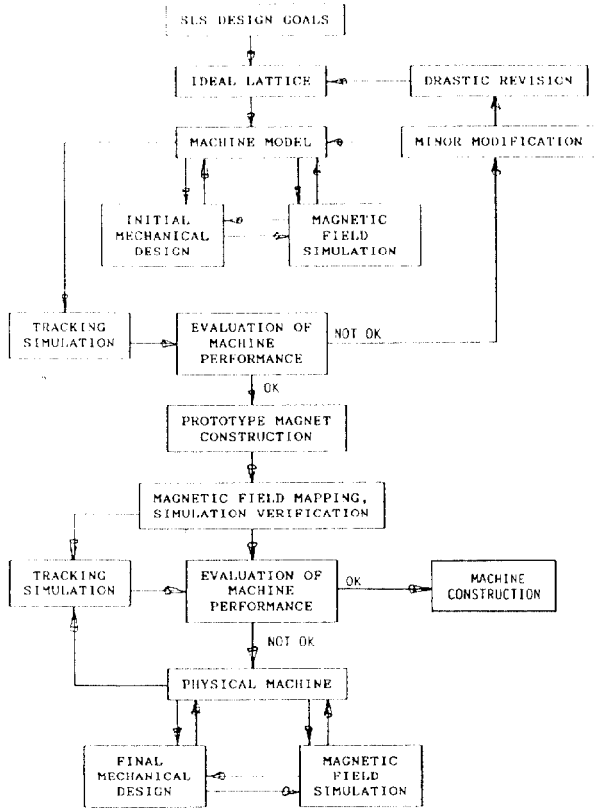 SLS DESIGN GOALS
IDEAL LATTICE
DRASTIC REVISION
MACHINE MODEL
MINOR MODIFICATION
INITIAL
MECHANICAL
DESIGN
MAGNETIC
FIELD
SIMULATION
TRACKING
SIMULATION
EVALUATION OF
MACHINE
PERFORMANCE
NOT OK
OK
PROTOTYPE MAGNET
CONSTRUCTION
MAGNETIC FIELD MAPPING,
SIMULATION VERIFICATION
TRACKING
SIMULATION
EVALUATION OF
MACHINE
PERFORMANCE
OK
MACHINE
CONSTRUCTION
NOT OK
PHYSICAL MACHINE
FINAL
MECHANICAL
DESIGN
MAGNETIC
FIELD
SIMULATION